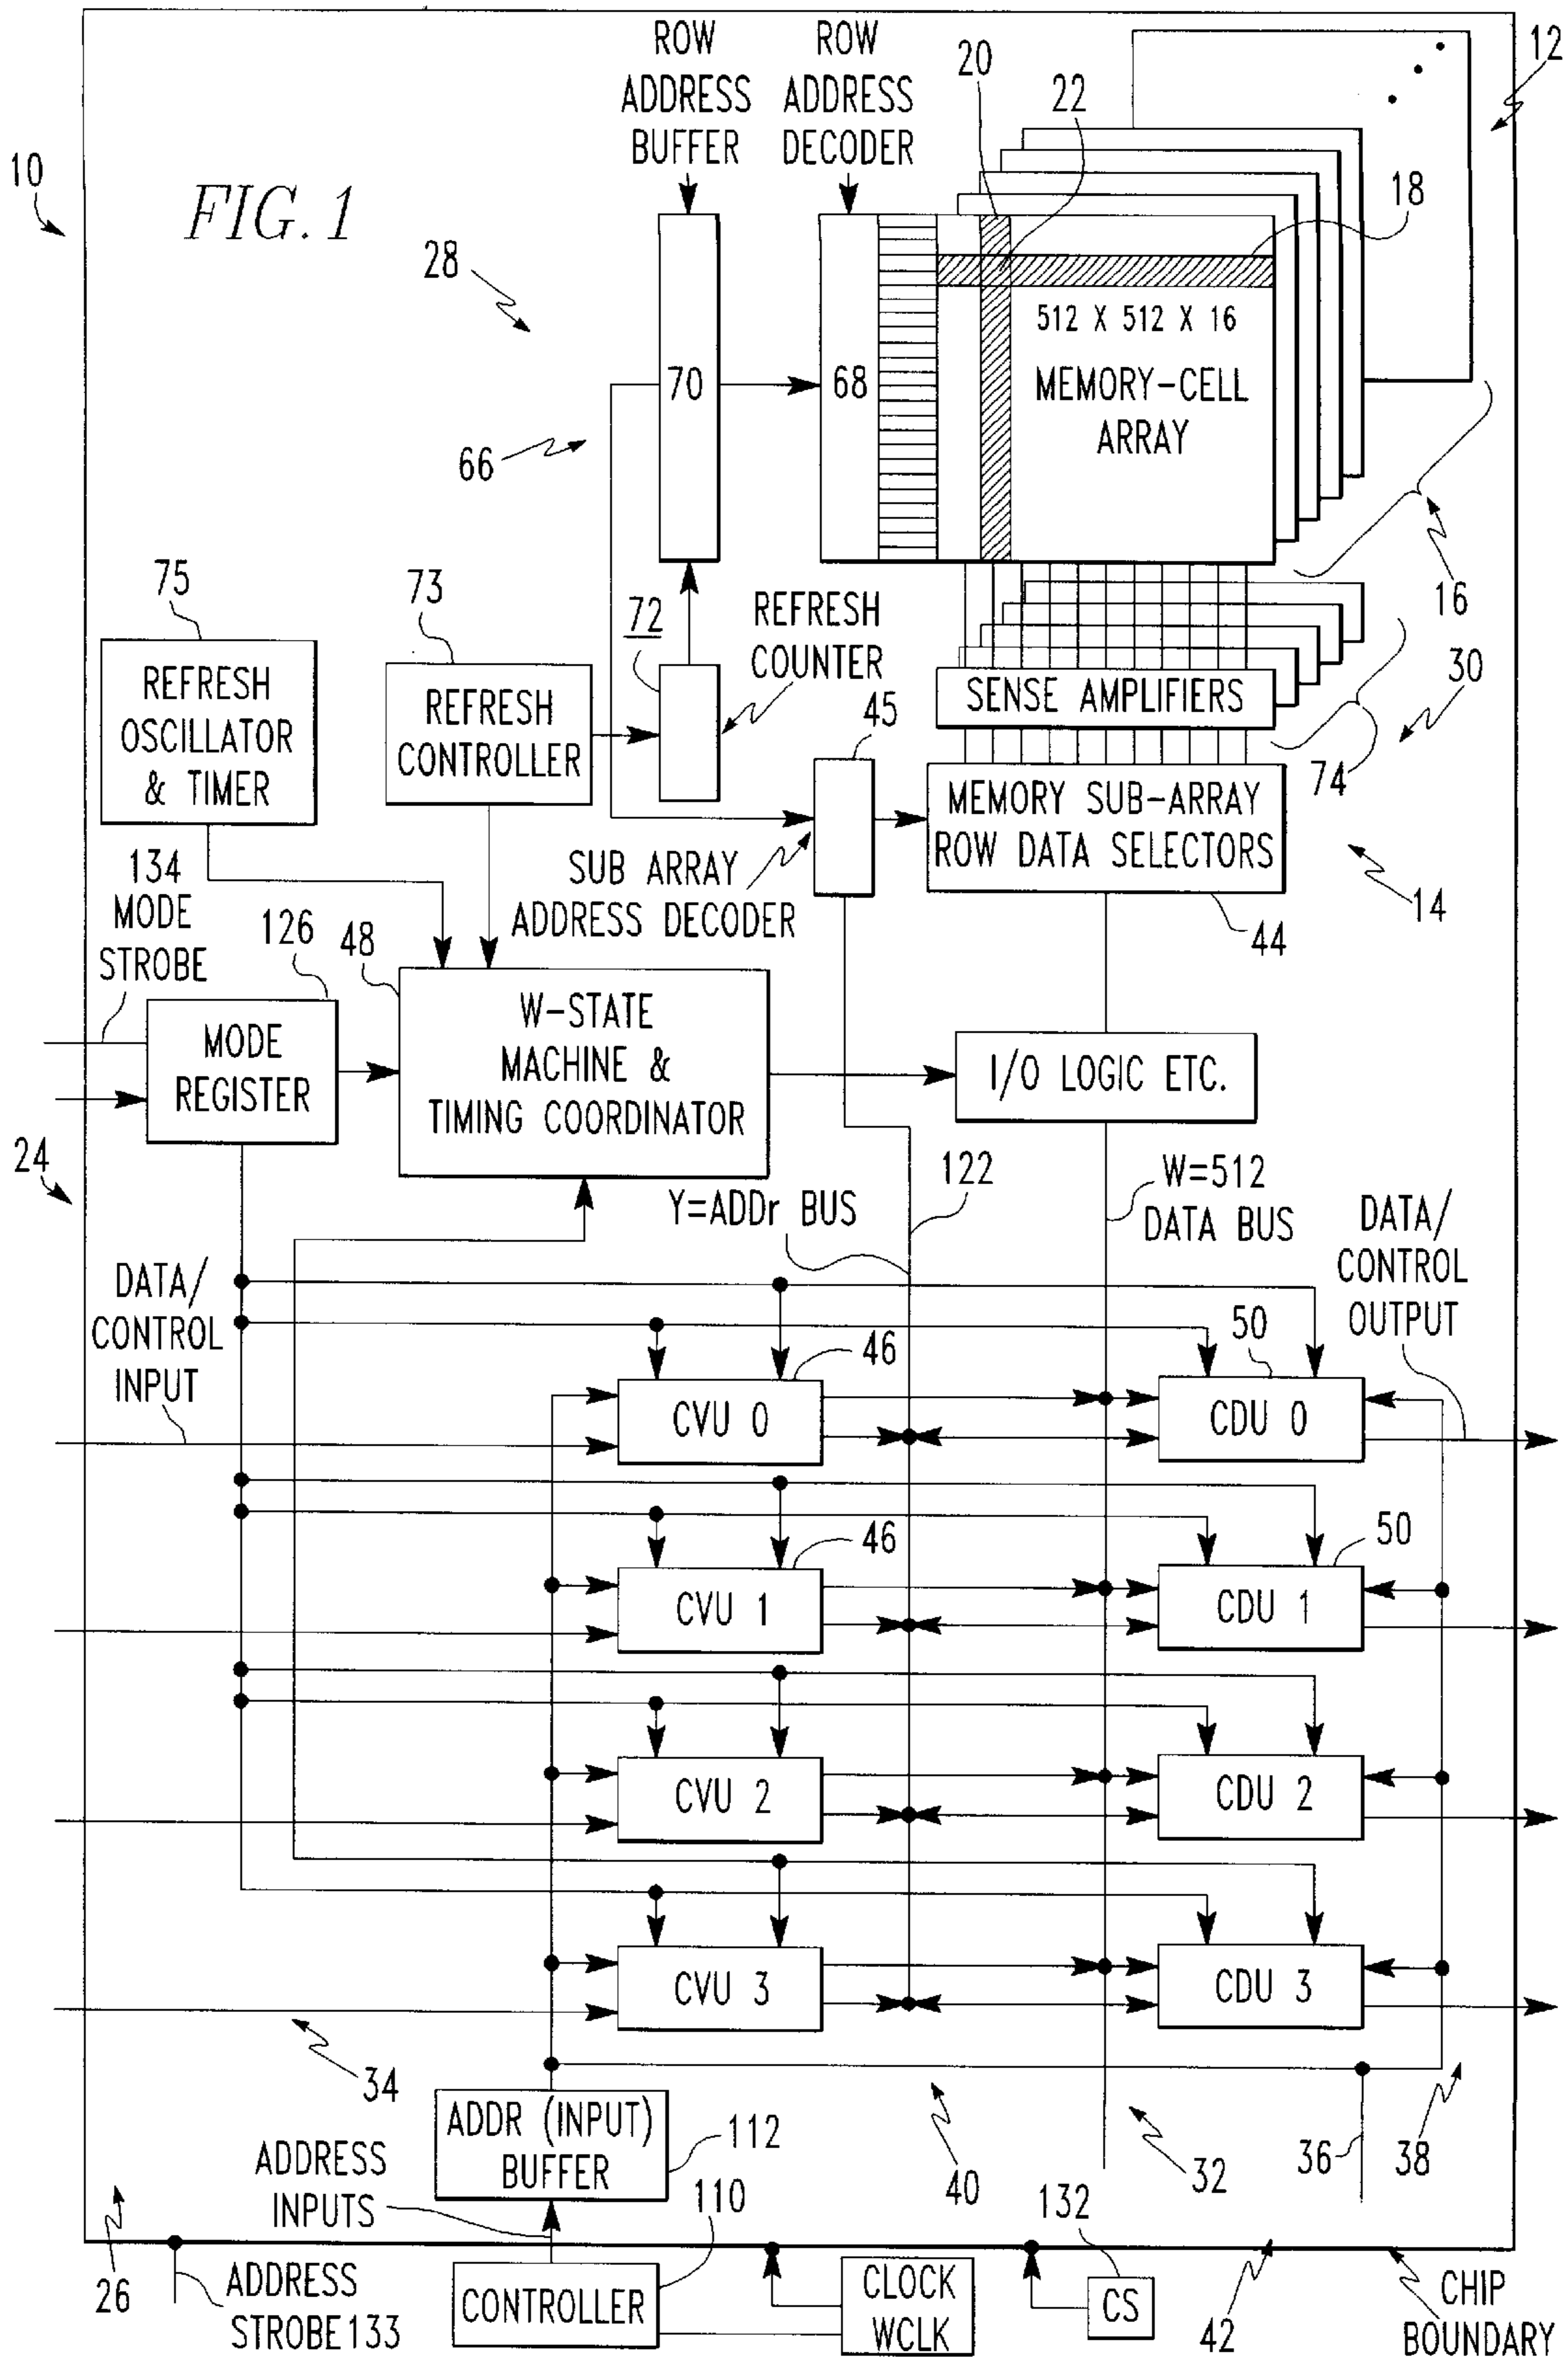 FIG. 1
10
12
ROW
ADDRESS
BUFFER
ROW
ADDRESS
DECODER
20
22
18
28
70
68
512 X 512 X 16
MEMORY-CELL
ARRAY
66
16
75
73
72
REFRESH
COUNTER
REFRESH
OSCILLATOR
& TIMER
REFRESH
CONTROLLER
45
SENSE AMPLIFIERS
30
74
MEMORY SUB-ARRAY
ROW DATA SELECTORS
SUB ARRAY
ADDRESS DECODER
14
44
134
MODE
STROBE
126
48
MODE
REGISTER
W-STATE
MACHINE &
TIMING COORDINATOR
I/O LOGIC ETC.
24
Y=ADDr BUS
122
W=512
DATA BUS
DATA/
CONTROL
OUTPUT
DATA/
CONTROL
INPUT
46
50
CVU 0
CDU 0
46
50
CVU 1
CDU 1
CVU 2
CDU 2
CVU 3
CDU 3
34
ADDR (INPUT)
BUFFER
112
40
32
36
38
ADDRESS
INPUTS
110
132
26
ADDRESS
STROBE133
CONTROLLER
CLOCK
WCLK
CS
42
CHIP
BOUNDARY